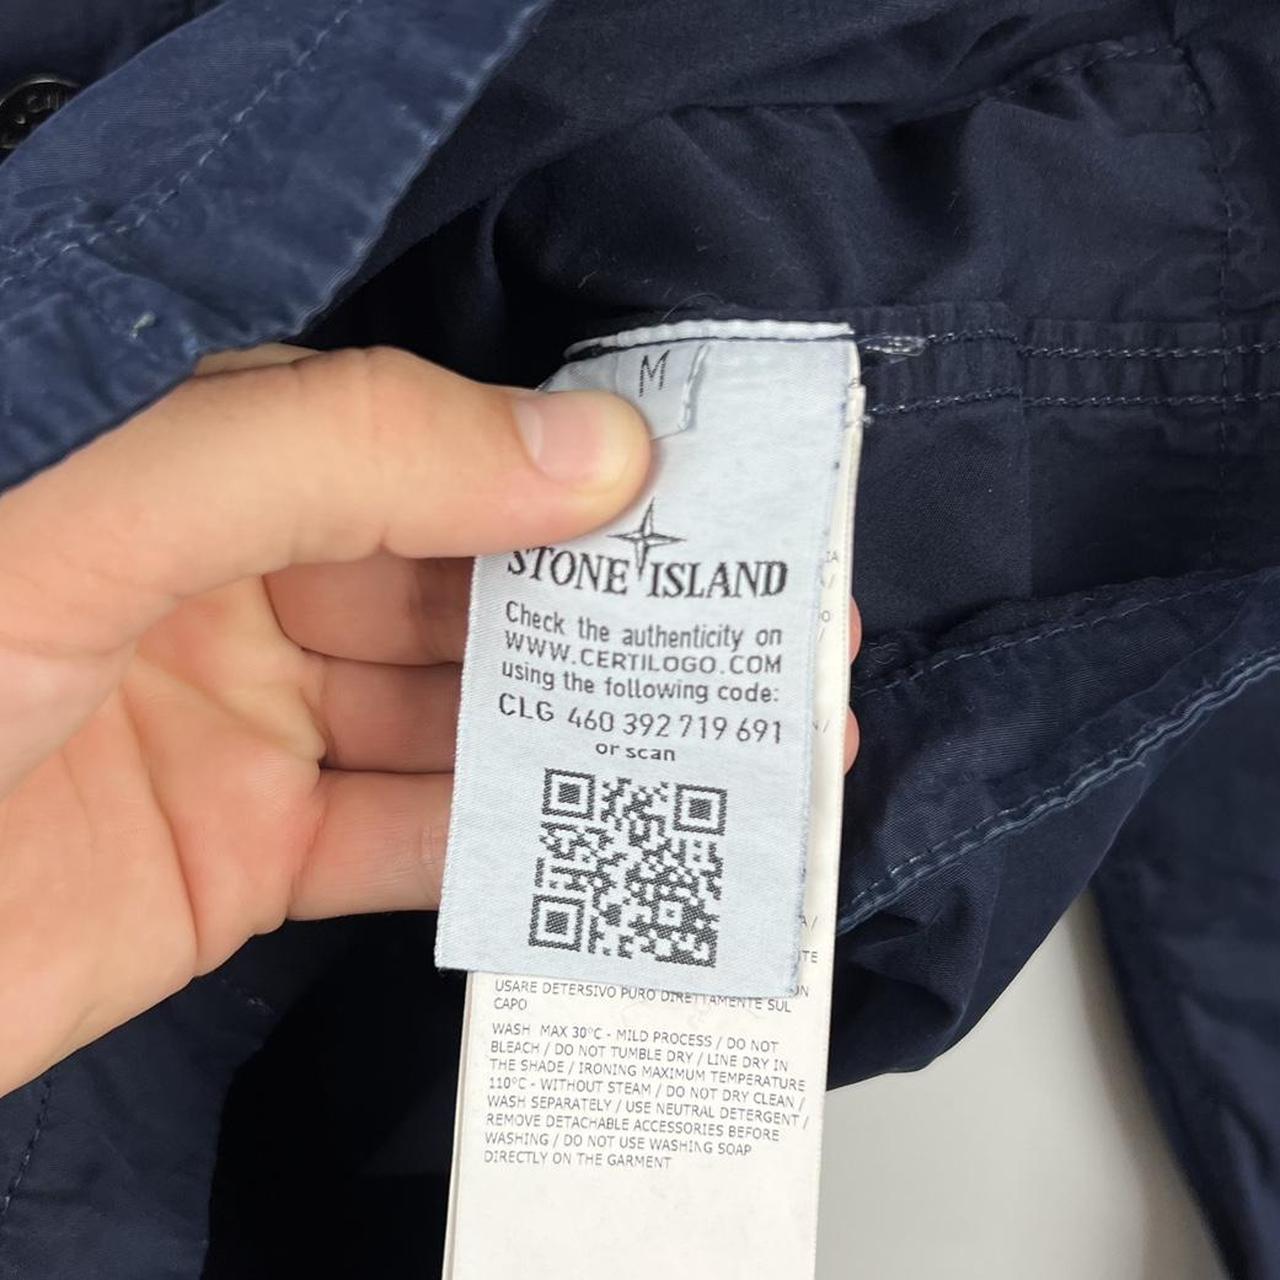 M
STONE ISLAND
Check the authenticity on
WWW.CERTILOGO.COM
using the following code:
CLG 460 392 719 691
or scan
USARE DETERSIVO PURO DIRETTAMENTE SUL
CAPO
WASH MAX 30°C - MILD PROCESS / DO NOT
BLEACH / DO NOT TUMBLE DRY / LINE DRY IN
THE SHADE / IRONING MAXIMUM TEMPERATURE
110°C - WITHOUT STEAM / DO NOT DRY CLEAN /
WASH SEPARATELY / USE NEUTRAL DETERGENT /
REMOVE DETACHABLE ACCESSORIES BEFORE
WASHING / DO NOT USE WASHING SOAP
DIRECTLY ON THE GARMENT